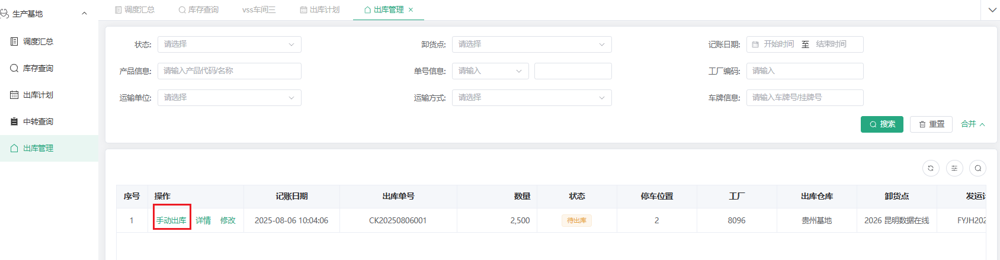 生产基地
调度汇总
库存查询
出库计划
中转查询
出库管理
调度汇总 库存查询 vss车间三 出库计划 出库管理 ×
状态: 请选择 卸货点: 请选择 记账日期: 开始时间 至 结束时间
产品信息: 请输入产品代码/名称 单号信息: 请输入 工厂编码: 请输入
运输单位: 请选择 运输方式: 请选择 车牌信息: 请输入车牌号/挂牌号
搜索 重置 合并
序号 操作 记账日期 出库单号 数量 状态 停车位置 工厂 出库仓库 卸货点 发运
1 手动出库 详情 修改 2025-08-06 10:04:06 CK20250806001 2,500 待出库 2 8096 贵州基地 2026 昆明数据在线 FYJH202